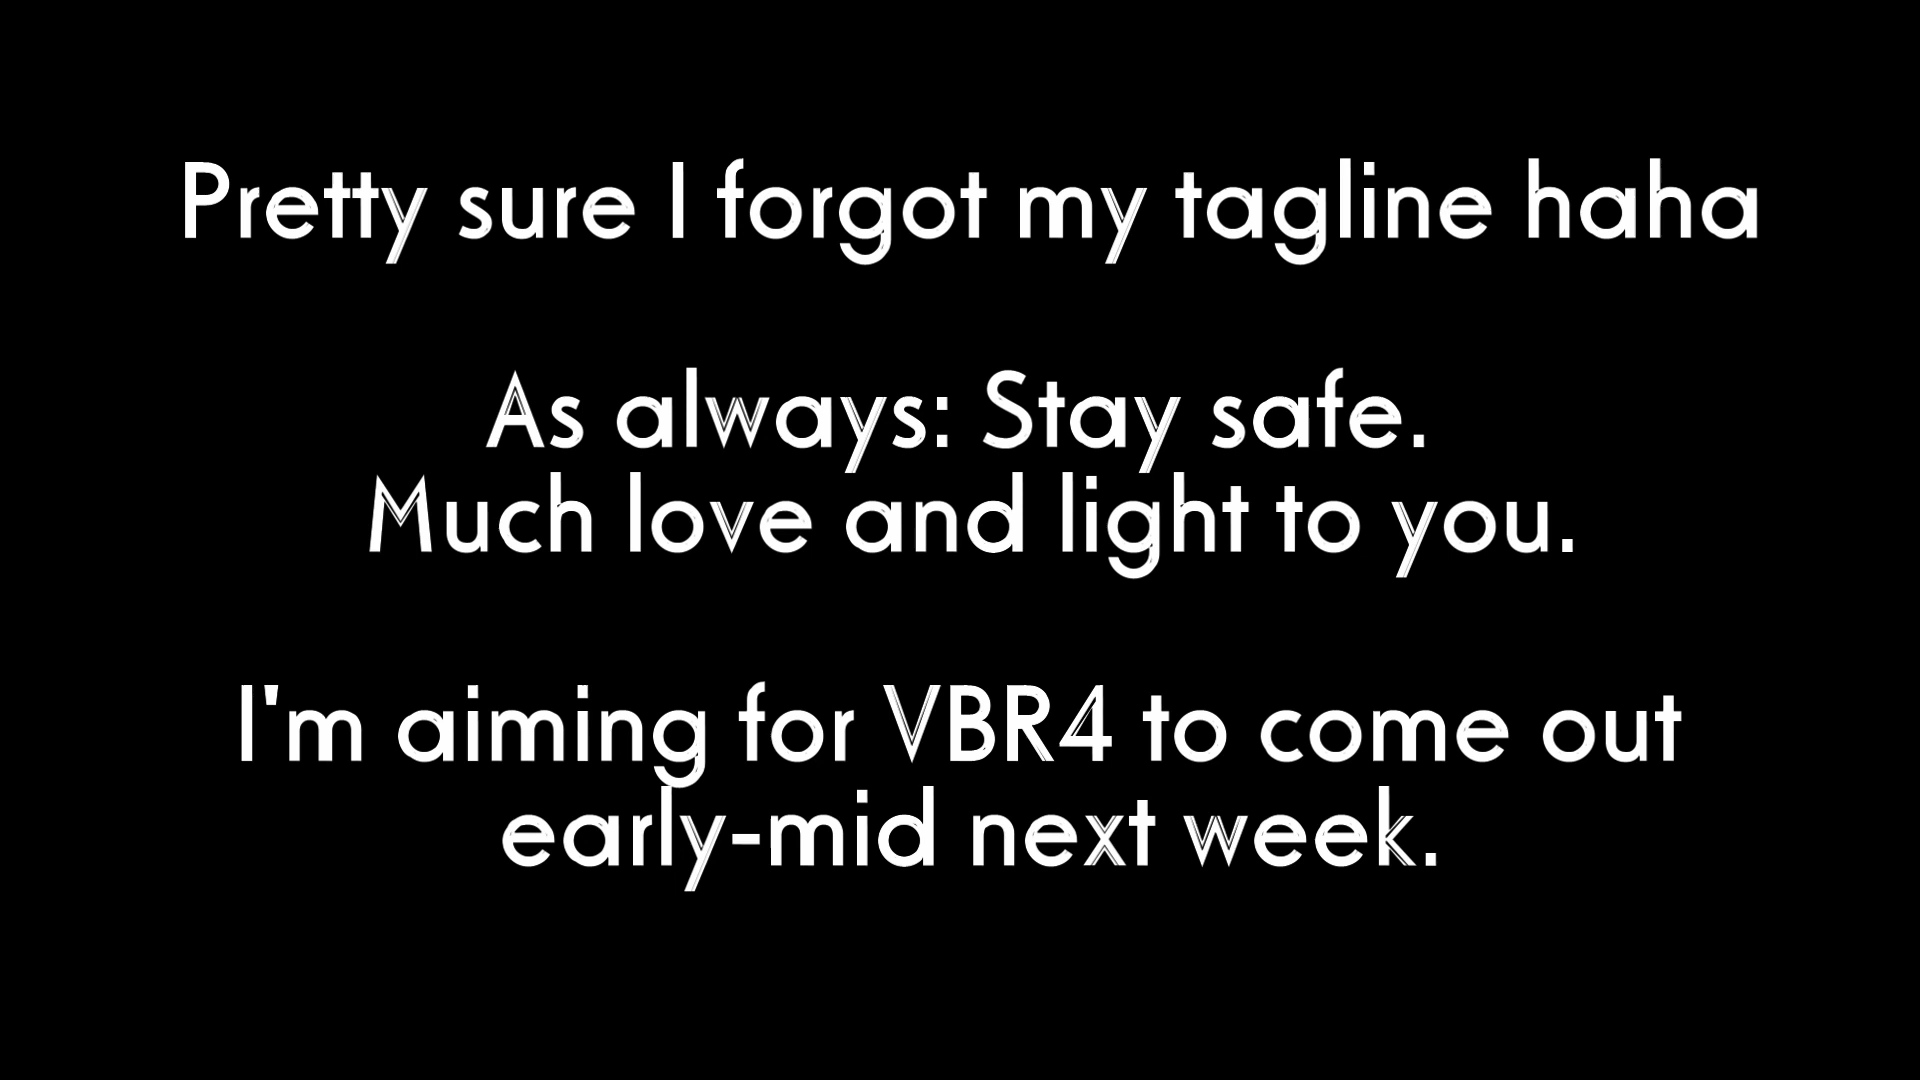 Pretty sure I forgot my tagline haha
As always: Stay safe.
Much love and light to you.
I'm aiming for VBR4 to come out
early-mid next week.